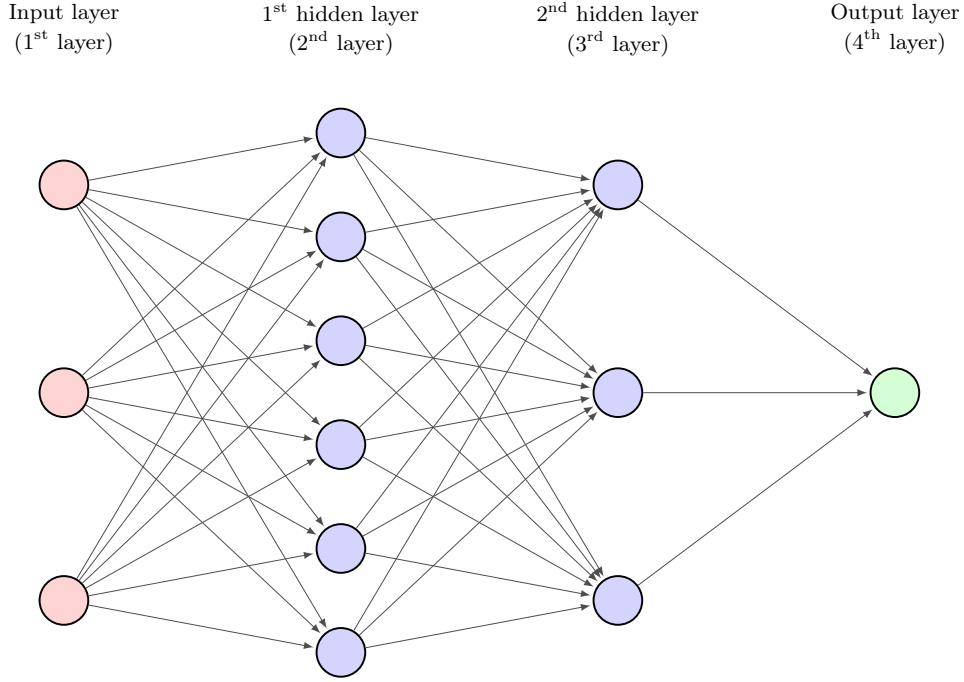 Input layer
(1st layer)
1st hidden layer
(2nd layer)
2nd hidden layer
(3rd layer)
Output layer
(4th layer)